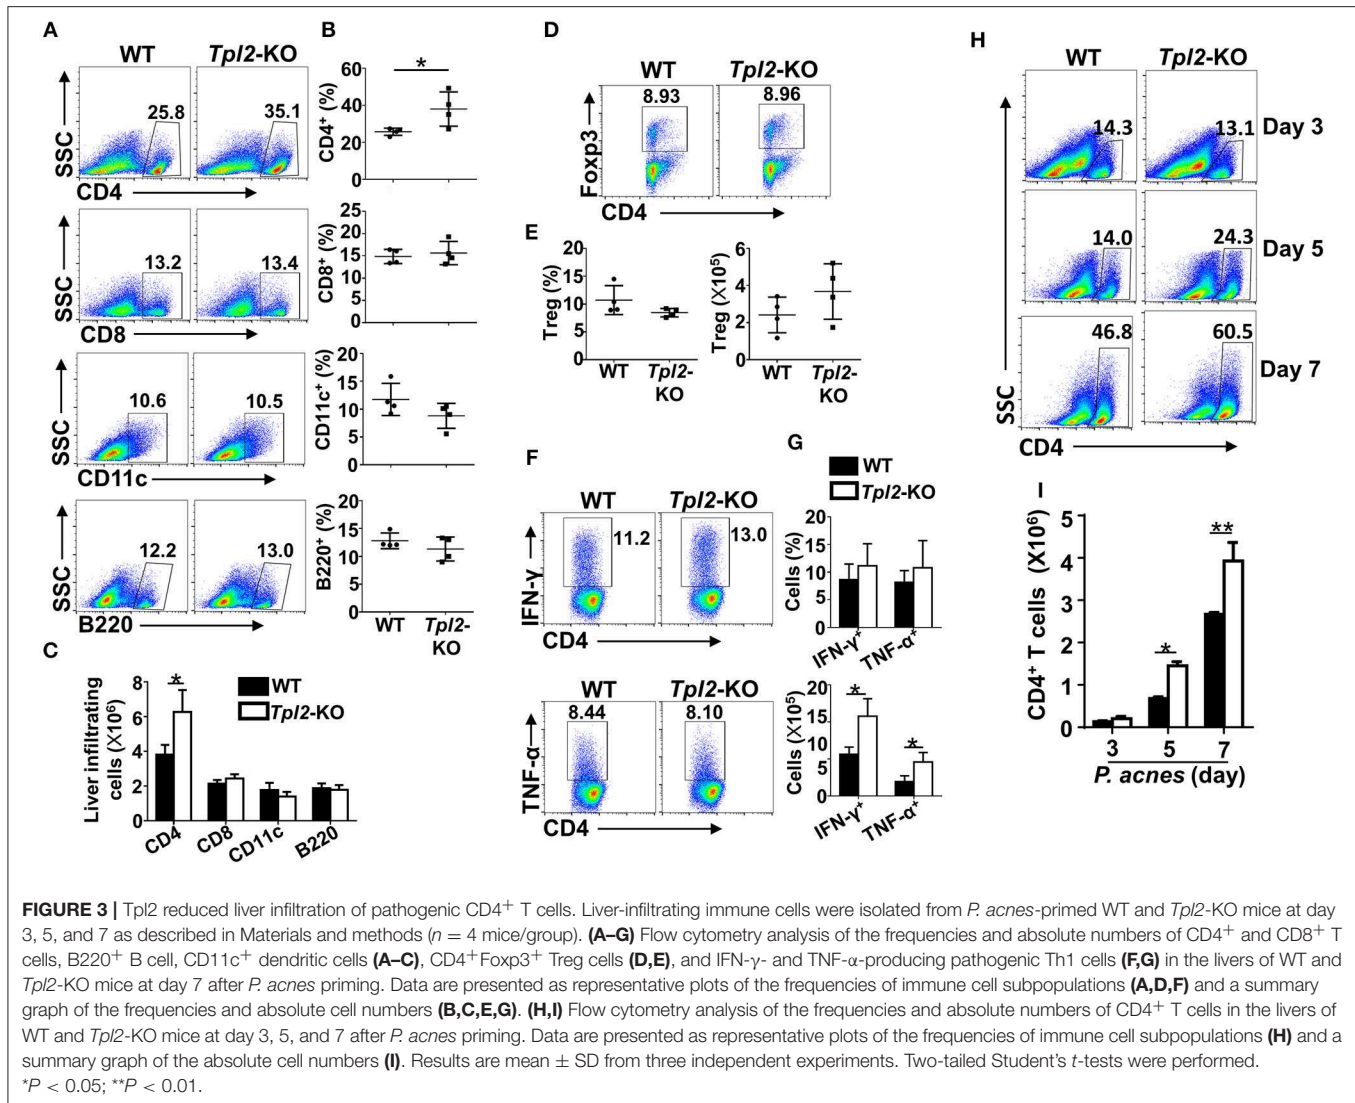 A
WT
Tpl2-KO
SSC
25.8
35.1
CD4
SSC
13.2
13.4
CD8
SSC
10.6
10.5
CD11c
SSC
12.2
13.0
B220
B
*
CD4+ (%)
60
40
20
0
CD8+ (%)
25
20
15
10
5
0
CD11c+ (%)
20
15
10
5
0
B220+ (%)
20
15
10
5
0
WT
Tpl2-
KO
C
Liver infiltrating
cells (X10⁶)
8
6
4
2
0
*
WT
Tpl2-KO
CD4
CD8
CD11c
B220
D
WT
Tpl2-KO
8.93
8.96
Foxp3
CD4
E
Treg (%)
20
15
10
5
0
WT
Tpl2-
KO
Treg (X10⁵)
6
4
2
0
WT
Tpl2-
KO
F
WT
Tpl2-KO
IFN-γ
11.2
13.0
CD4
WT
Tpl2-KO
TNF-α
8.44
8.10
CD4
G
WT
Tpl2-KO
Cells (%)
20
15
10
5
0
IFN-γ+
TNF-α+
Cells (X10⁵)
20
15
10
5
0
*
*
IFN-γ+
TNF-α+
H
WT
Tpl2-KO
14.3
13.1
Day 3
14.0
24.3
Day 5
46.8
60.5
Day 7
SSC
CD4
I
CD4+ T cells (X10⁶)
5
4
3
2
1
0
*
**
3
5
7
P. acnes (day)
FIGURE 3 | Tpl2 reduced liver infiltration of pathogenic CD4+ T cells. Liver-infiltrating immune cells were isolated from P. acnes-primed WT and Tpl2-KO mice at day
3, 5, and 7 as described in Materials and methods (n = 4 mice/group). (A–G) Flow cytometry analysis of the frequencies and absolute numbers of CD4+ and CD8+ T
cells, B220+ B cell, CD11c+ dendritic cells (A–C), CD4+Foxp3+ Treg cells (D,E), and IFN-γ- and TNF-α-producing pathogenic Th1 cells (F,G) in the livers of WT and
Tpl2-KO mice at day 7 after P. acnes priming. Data are presented as representative plots of the frequencies of immune cell subpopulations (A,D,F) and a summary
graph of the frequencies and absolute cell numbers (B,C,E,G). (H,I) Flow cytometry analysis of the frequencies and absolute numbers of CD4+ T cells in the livers of
WT and Tpl2-KO mice at day 3, 5, and 7 after P. acnes priming. Data are presented as representative plots of the frequencies of immune cell subpopulations (H) and a
summary graph of the absolute cell numbers (I). Results are mean ± SD from three independent experiments. Two-tailed Student's t-tests were performed.
*P < 0.05; **P < 0.01.